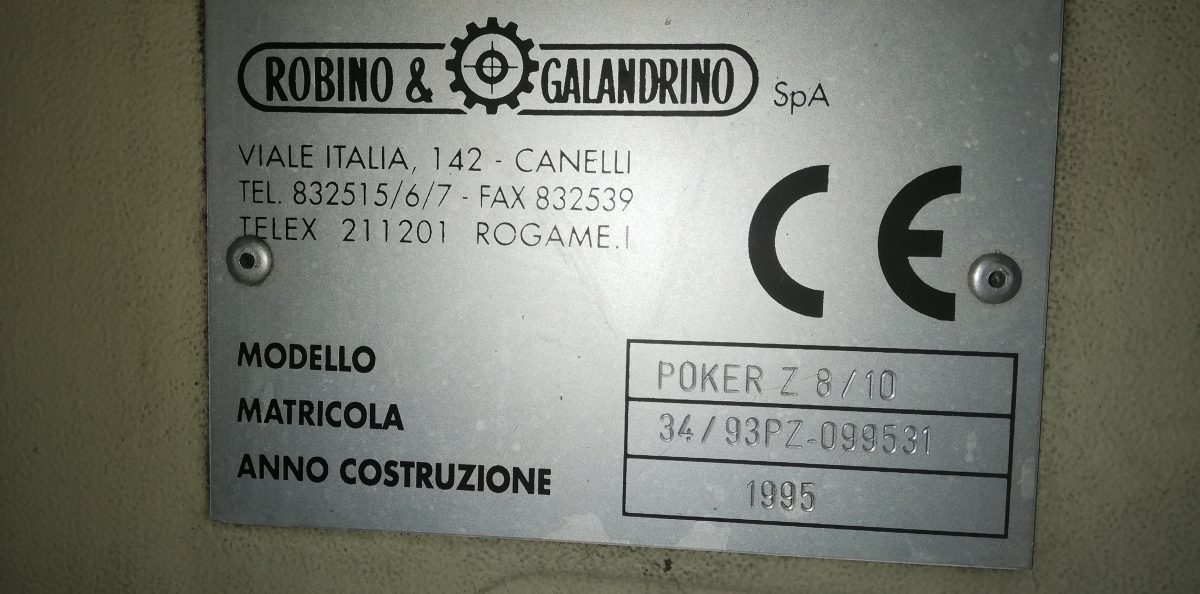 ROBINO & GALANDRINO SpA
VIALE ITALIA, 142 - CANELLI
TEL. 832515/6/7 - FAX 832539
TELEX 211201 ROGAME.I
CE
MODELLO POKER Z 8/10
MATRICOLA 34/93PZ-099531
ANNO COSTRUZIONE 1995